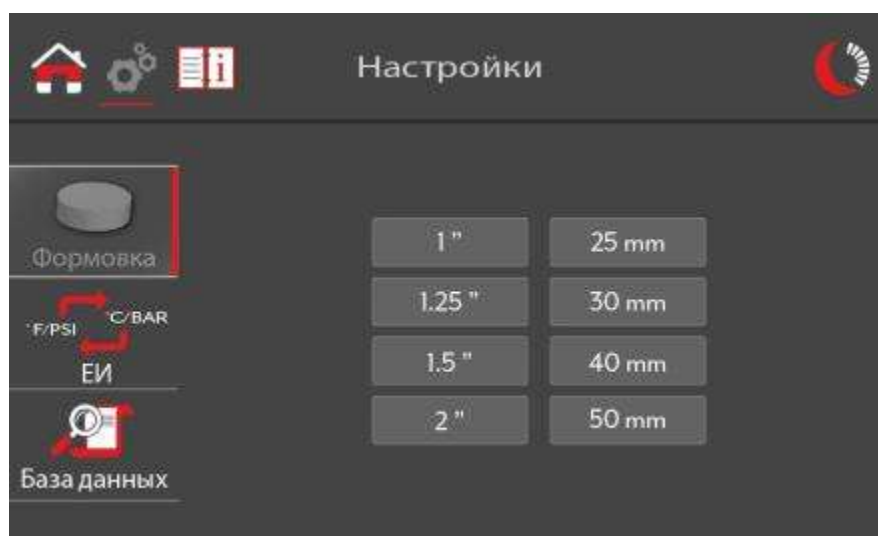 Настройки
Формовка
1" 25 mm
1.25" 30 mm
1.5" 40 mm
2" 50 mm
°F/PSI °C/BAR
ЕИ
База данных